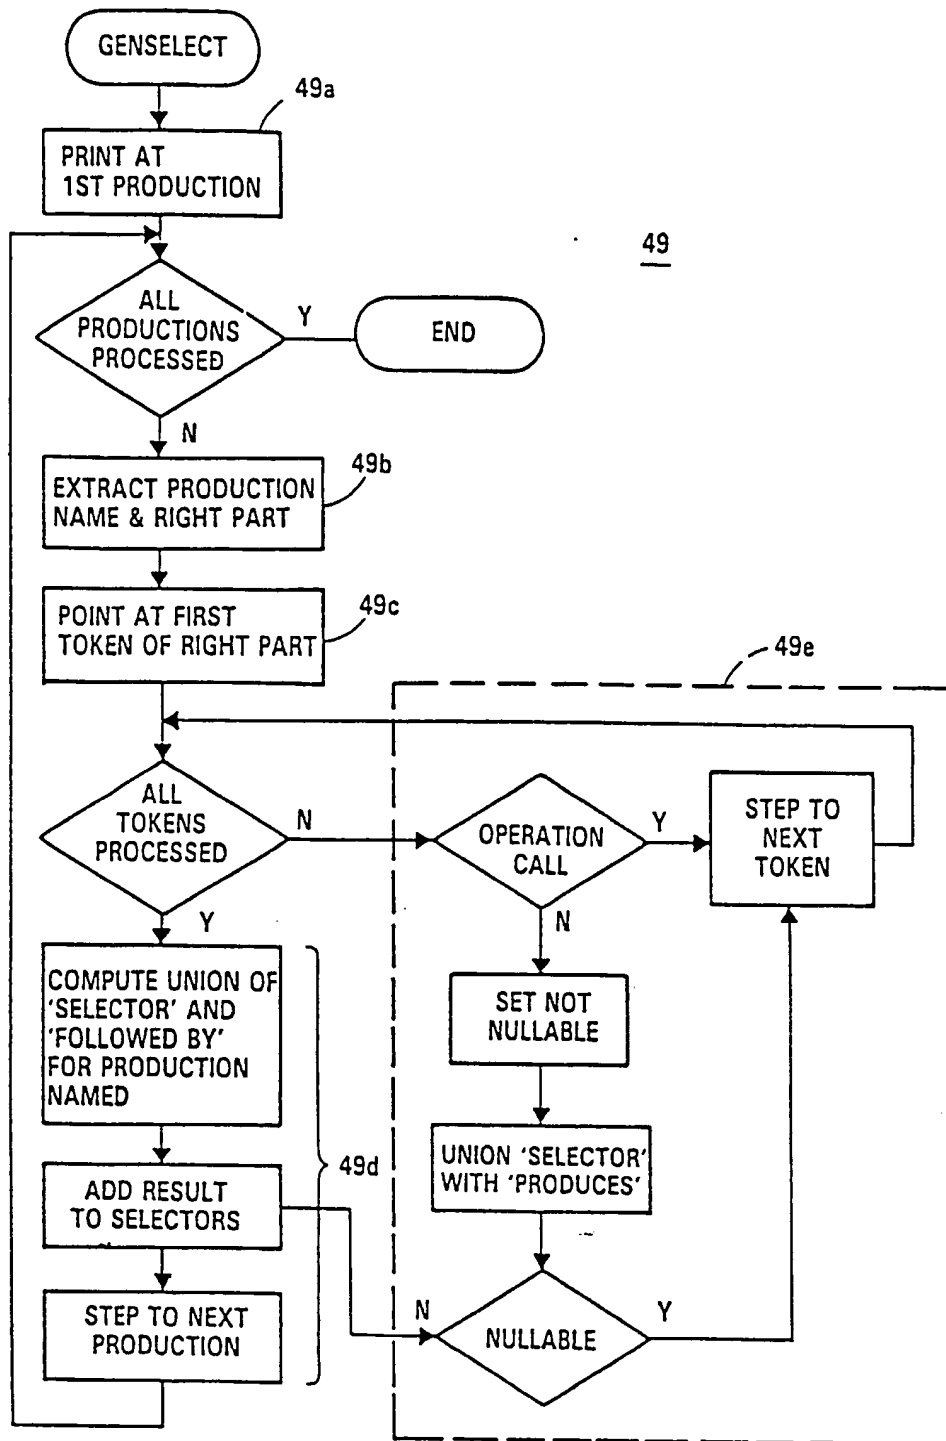 GENSELECT
49a
PRINT AT
1ST PRODUCTION
49
ALL
PRODUCTIONS
PROCESSED
Y
END
N
49b
EXTRACT PRODUCTION
NAME & RIGHT PART
49c
POINT AT FIRST
TOKEN OF RIGHT PART
49e
ALL
TOKENS
PROCESSED
N
OPERATION
CALL
Y
STEP TO
NEXT
TOKEN
Y
N
COMPUTE UNION OF
'SELECTOR' AND
'FOLLOWED BY'
FOR PRODUCTION
NAMED
SET NOT
NULLABLE
UNION 'SELECTOR'
WITH 'PRODUCES'
49d
ADD RESULT
TO SELECTORS
STEP TO NEXT
PRODUCTION
N
NULLABLE
Y